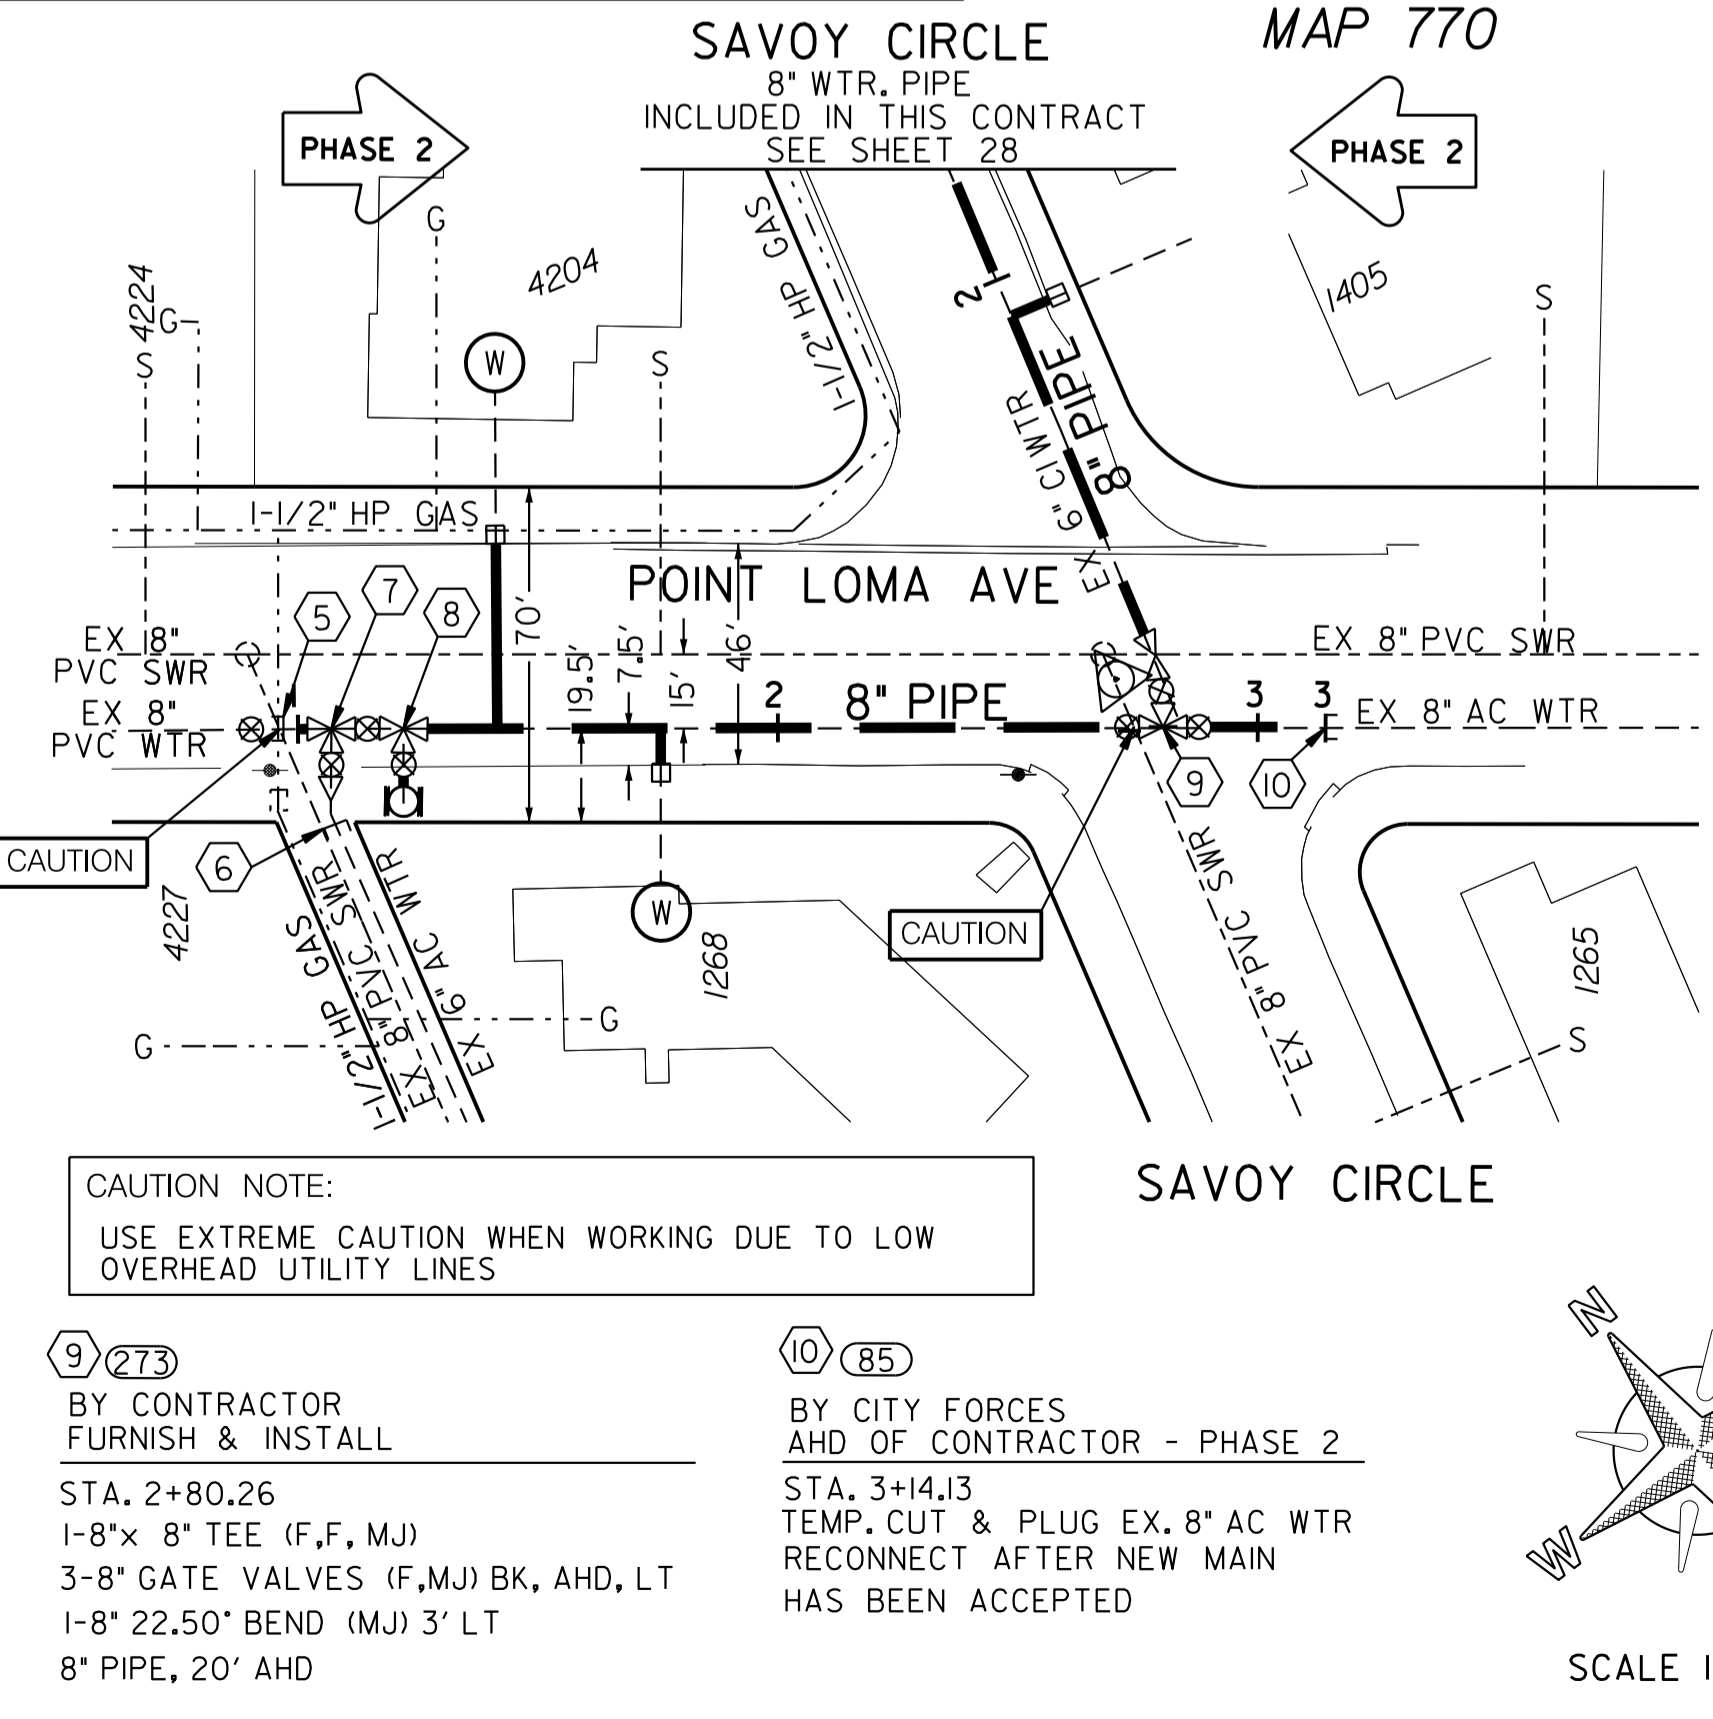 MAP 770
SAVOY CIRCLE
8" WTR. PIPE
INCLUDED IN THIS CONTRACT
SEE SHEET 28
PHASE 2
PHASE 2
G
4224
G
S
4204
W
S
1-1/2" HP GAS
2
8" PIPE
EX 6" CI WTR
1405
S
1-1/2" HP GAS
POINT LOMA AVE
5
7
8
70'
19.5'
7.5'
15'
46'
EX 8"
PVC SWR
EX 8" PVC SWR
EX 8"
PVC WTR
2
8" PIPE
3
3
EX 8" AC WTR
9
10
CAUTION
6
4227
1-1/2" HP GAS
EX 8" PVC SWR
EX 6" AC WTR
W
1268
CAUTION
EX 8" PVC SWR
1265
G
G
S
SAVOY CIRCLE
CAUTION NOTE:
USE EXTREME CAUTION WHEN WORKING DUE TO LOW
OVERHEAD UTILITY LINES
9 273
BY CONTRACTOR
FURNISH & INSTALL
STA. 2+80.26
1-8"x 8" TEE (F,F, MJ)
3-8" GATE VALVES (F,MJ) BK, AHD, LT
1-8" 22.50° BEND (MJ) 3' LT
8" PIPE, 20' AHD
10 85
BY CITY FORCES
AHD OF CONTRACTOR - PHASE 2
STA. 3+14.13
TEMP. CUT & PLUG EX. 8" AC WTR
RECONNECT AFTER NEW MAIN
HAS BEEN ACCEPTED
N
W
SCALE 1